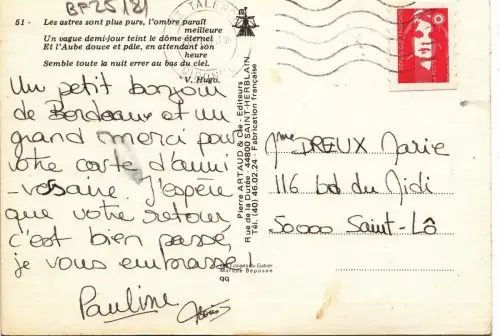 BF25181
51 - Les astres sont plus purs, l'ombre paraît
meilleure
Un vague demi-jour teint le dôme éternel
Et l'Aube douce et pâle, en attendant son
heure
Semble toute la nuit errer au bas du ciel.
V. Hugo.
Un petit bonjour
de Bordeaux et un
grand merci pour
votre carte d'anni
-versaire. J'espère
que votre retour
c'est bien passé,
je vous embrasse!
Pauline
TALEN
Pierre ARTAUD & Cie - Editeurs
Rue de la Durée - 44800 SAINT-HERBLAIN
Tél. (40) 46.02.24 - Fabrication française
Marque Déposée
99
Mme DREUX Marie
116 bd du Midi
50000 Saint-Lô